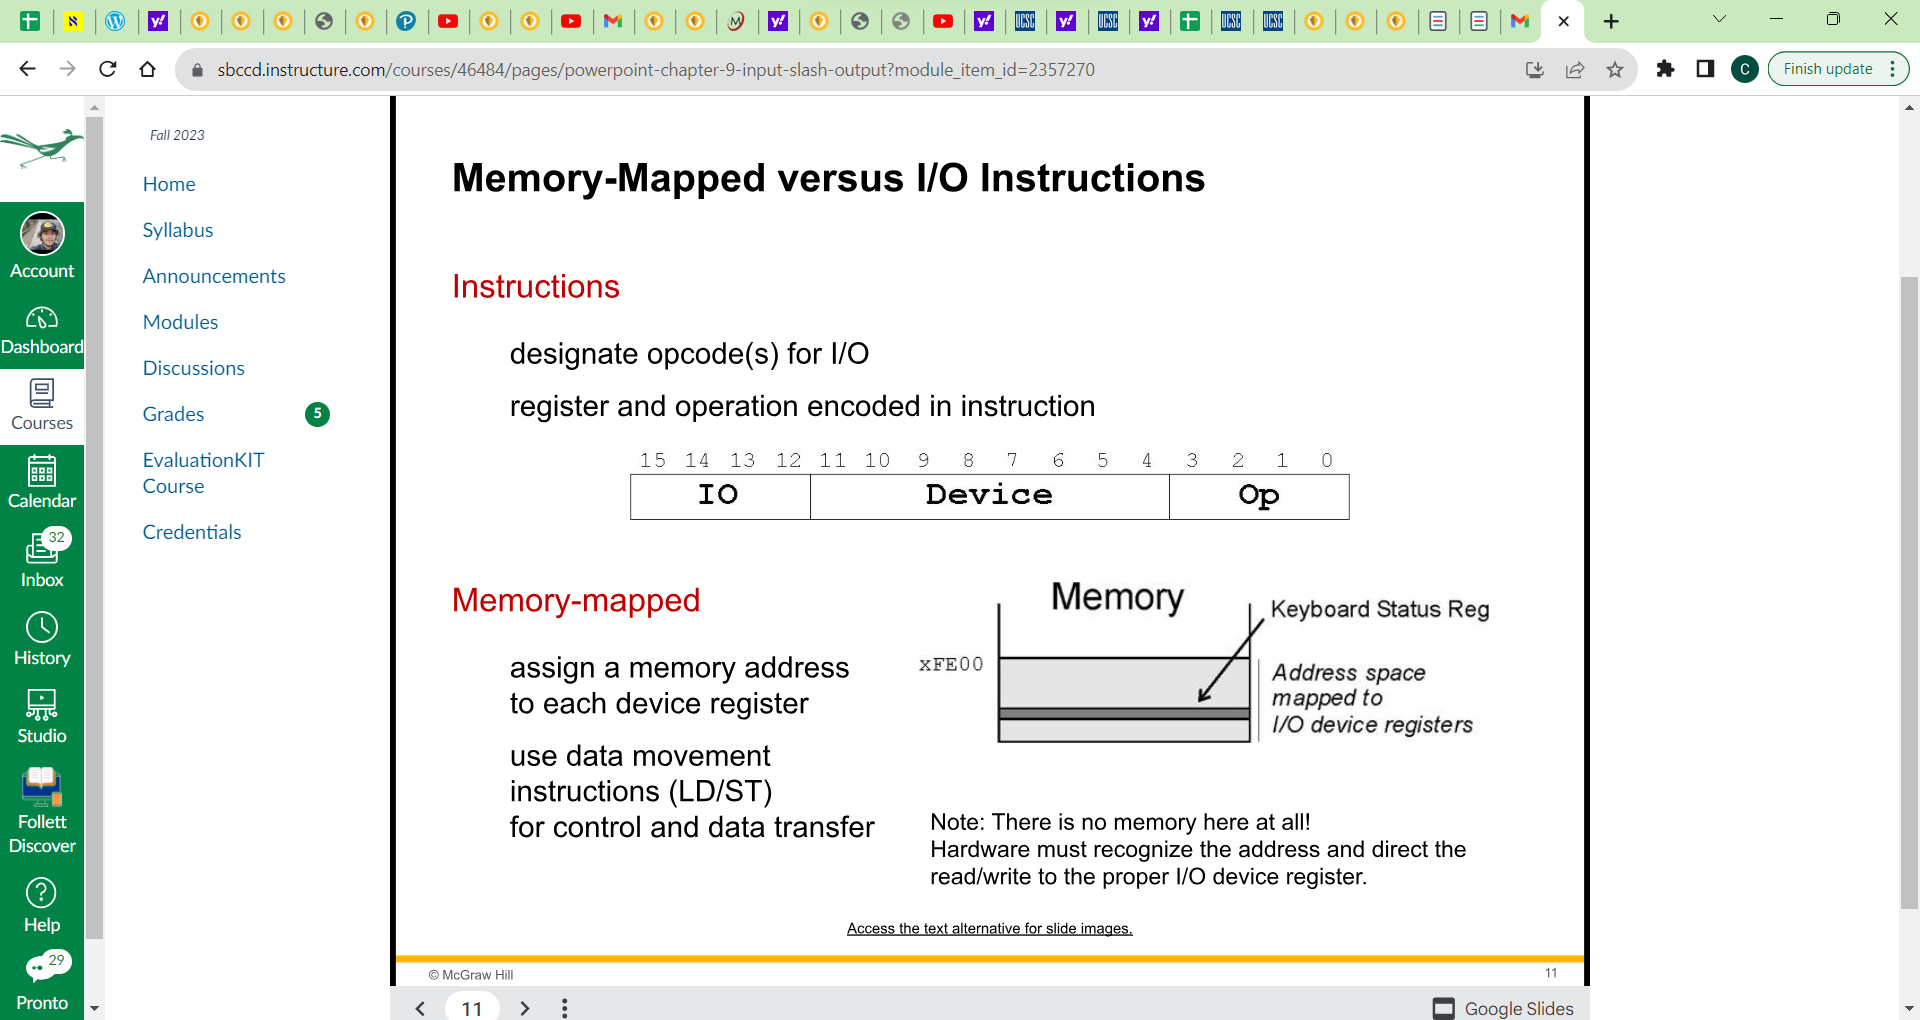 sbccd.instructure.com/courses/46484/pages/powerpoint-chapter-9-input-slash-output?module_item_id=2357270
C
Finish update
Fall 2023
Home
Syllabus
Announcements
Modules
Discussions
Grades
5
EvaluationKIT
Course
Credentials
Account
Dashboard
Courses
Calendar
32
Inbox
History
Studio
Follett
Discover
Help
29
Pronto
Memory-Mapped versus I/O Instructions
Instructions
designate opcode(s) for I/O
register and operation encoded in instruction
15 14 13 12 11 10 9 8 7 6 5 4 3 2 1 0
IO Device Op
Memory-mapped
assign a memory address
to each device register
use data movement
instructions (LD/ST)
for control and data transfer
Memory
Keyboard Status Reg
xFE00
Address space
mapped to
I/O device registers
Note: There is no memory here at all!
Hardware must recognize the address and direct the
read/write to the proper I/O device register.
Access the text alternative for slide images.
© McGraw Hill
11
11
Google Slides